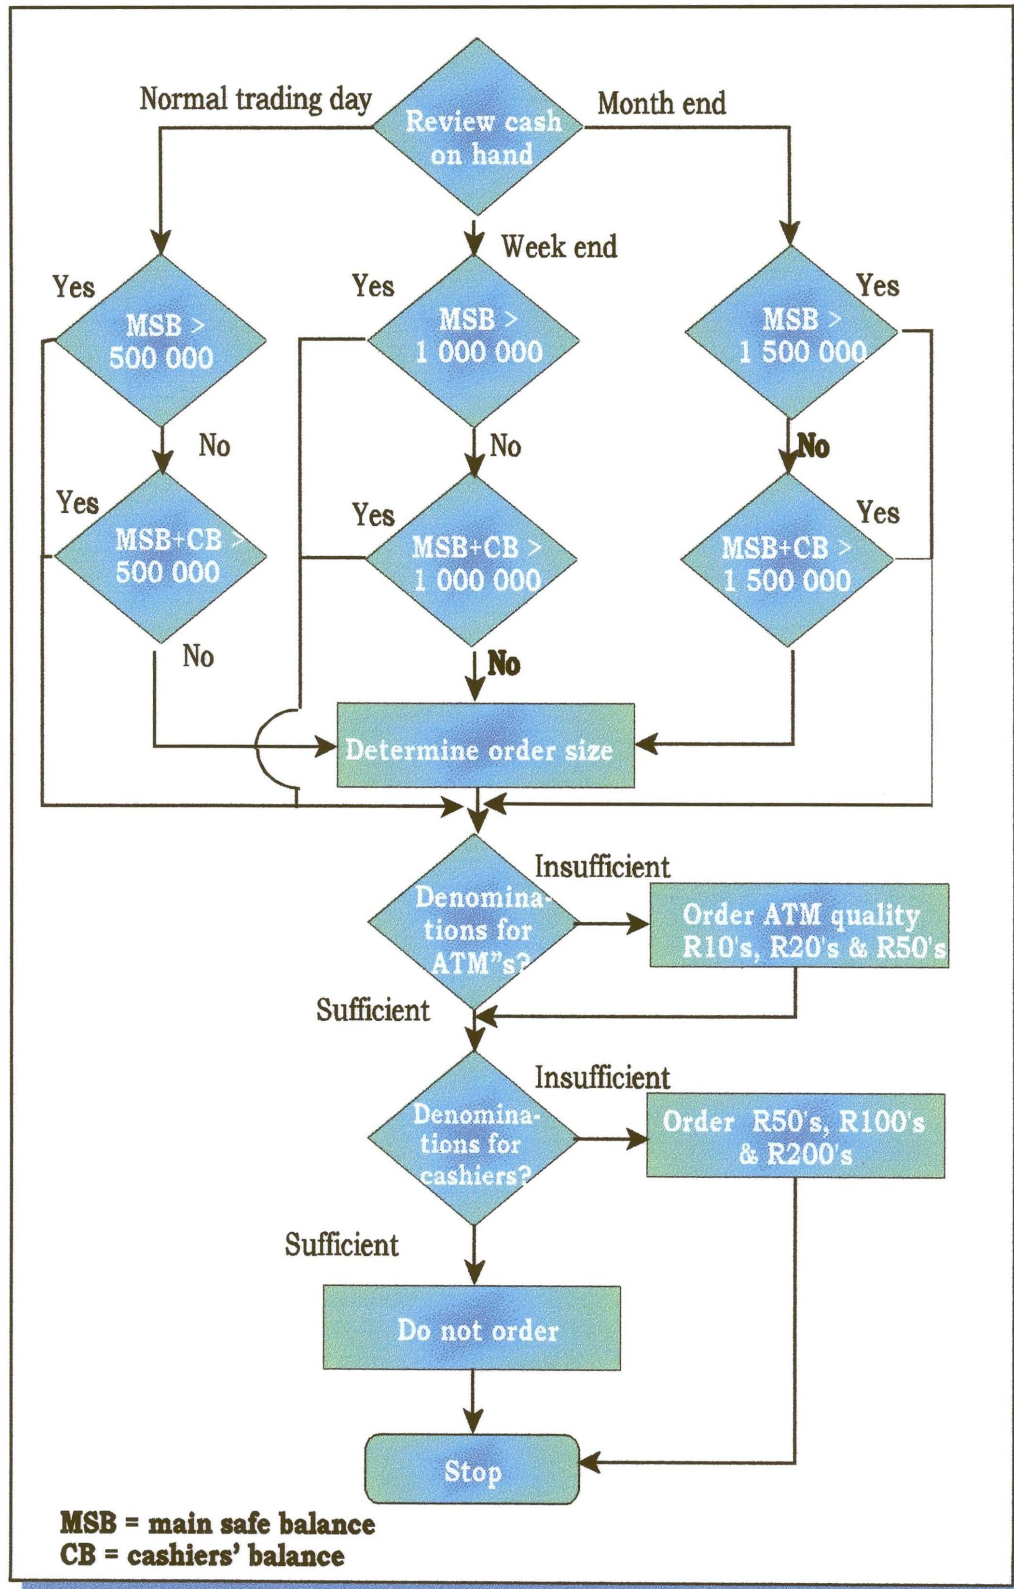 Normal trading day
Review cash
on hand
Month end
Week end
Yes
MSB >
500 000
Yes
MSB >
1 000 000
MSB >
1 500 000
Yes
No
No
No
Yes
MSB+CB >
500 000
Yes
MSB+CB >
1 000 000
MSB+CB >
1 500 000
Yes
No
No
Determine order size
Insufficient
Denomina-
tions for
ATM"s?
Order ATM quality
R10's, R20's & R50's
Sufficient
Insufficient
Denomina-
tions for
cashiers?
Order R50's, R100's
& R200's
Sufficient
Do not order
Stop
MSB = main safe balance
CB = cashiers' balance